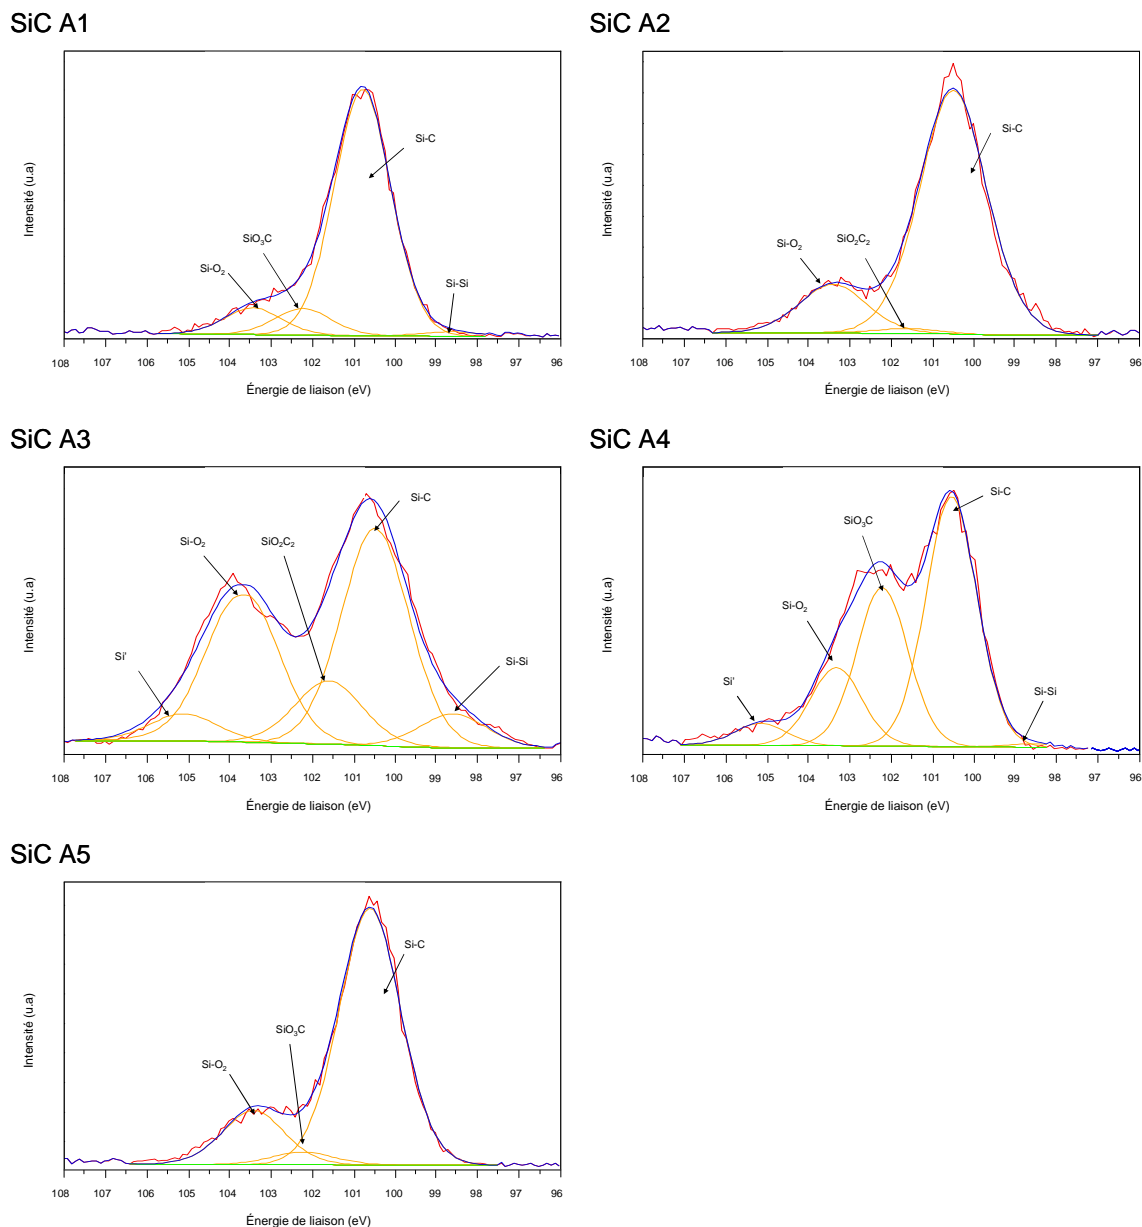 SiC A1
Intensité (u.a)
Si-C
SiO₃C
Si-O₂
Si-Si
108 107 106 105 104 103 102 101 100 99 98 97 96
Énergie de liaison (eV)
SiC A2
Intensité (u.a)
Si-C
SiO₂C₂
Si-O₂
108 107 106 105 104 103 102 101 100 99 98 97 96
Énergie de liaison (eV)
SiC A3
Intensité (u.a)
Si-C
Si-O₂
SiO₂C₂
Si'
Si-Si
108 107 106 105 104 103 102 101 100 99 98 97 96
Énergie de liaison (eV)
SiC A4
Intensité (u.a)
Si-C
SiO₃C
Si-O₂
Si'
Si-Si
108 107 106 105 104 103 102 101 100 99 98 97 96
Énergie de liaison (eV)
SiC A5
Intensité (u.a)
Si-C
SiO₃C
Si-O₂
108 107 106 105 104 103 102 101 100 99 98 97 96
Énergie de liaison (eV)